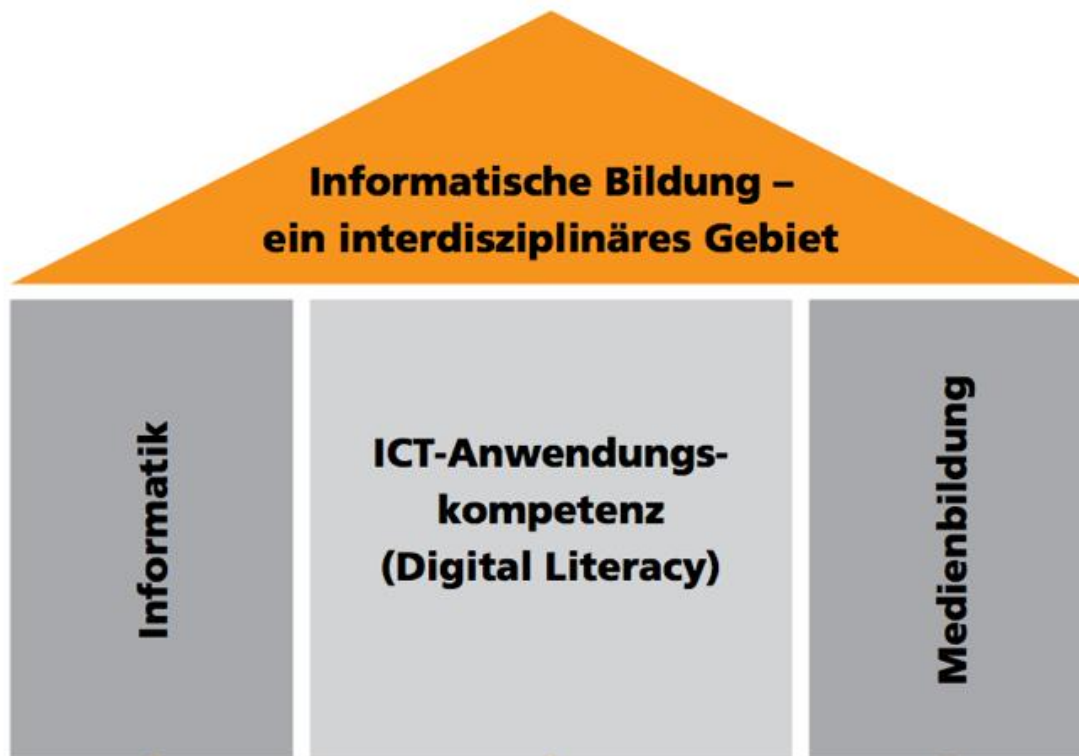 Informatische Bildung –
ein interdisziplinäres Gebiet
Informatik
ICT-Anwendungs-
kompetenz
(Digital Literacy)
Medienbildung